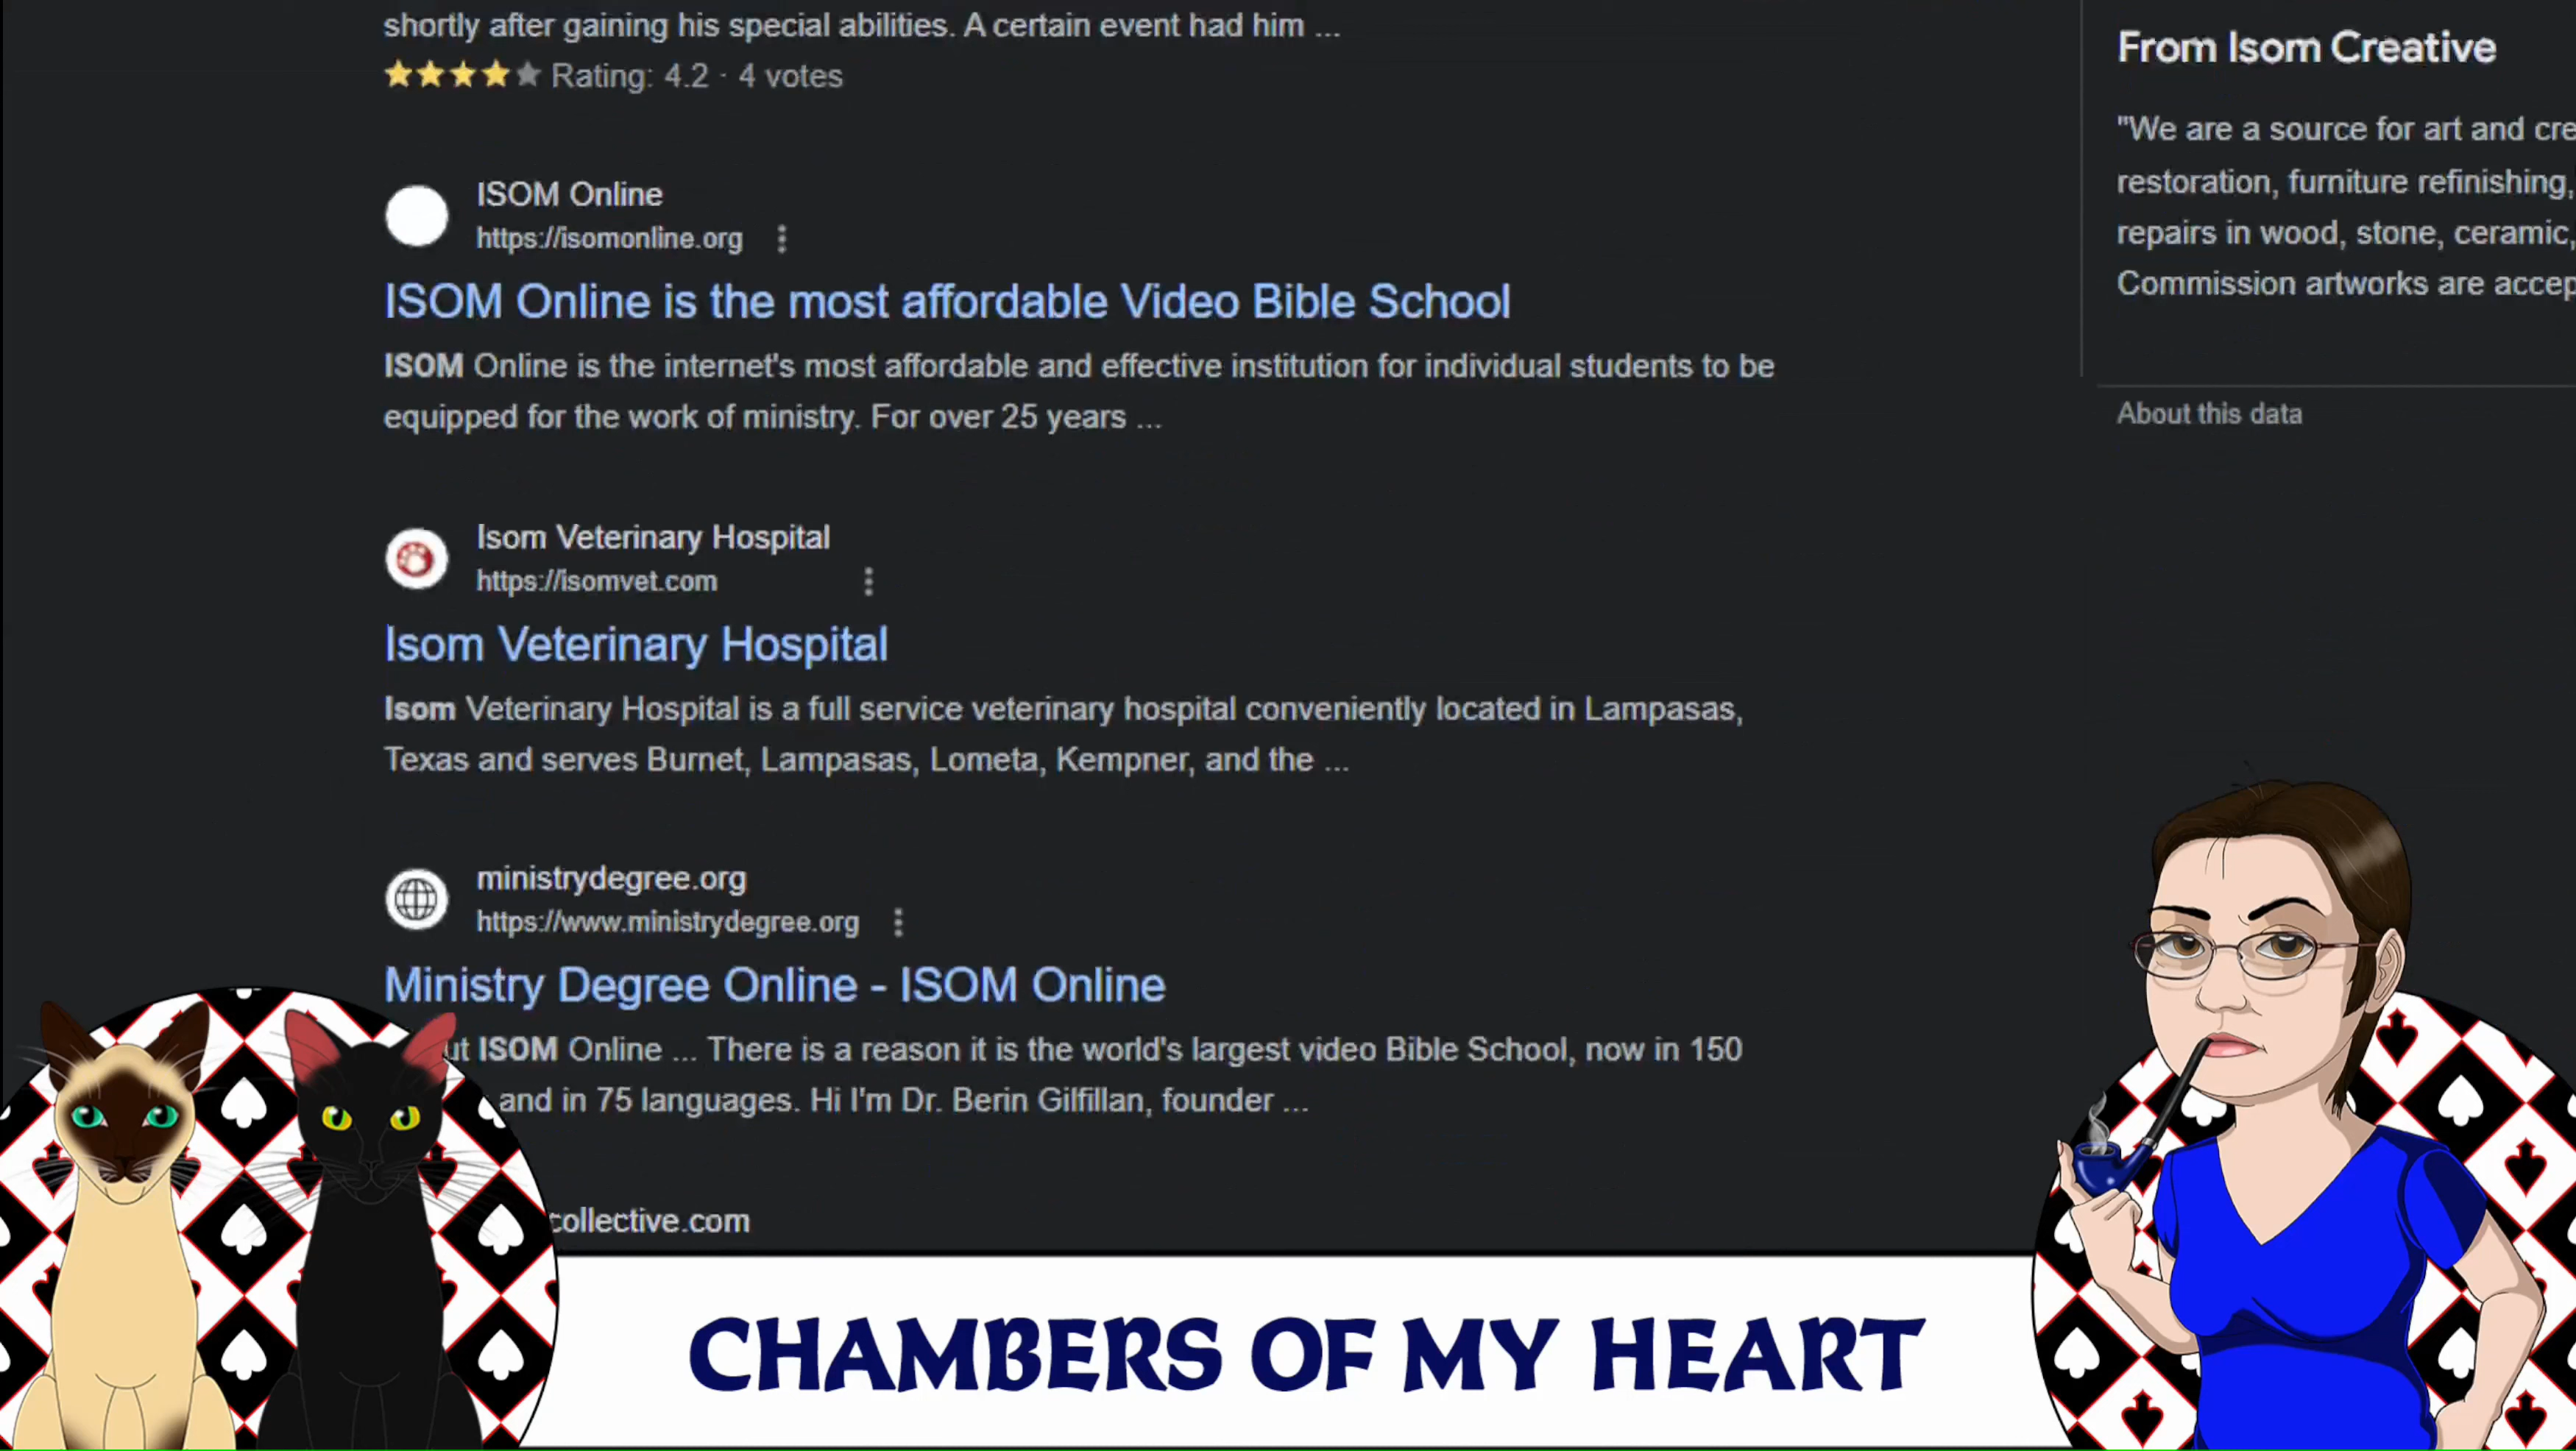 shortly after gaining his special abilities. A certain event had him ...
Rating: 4.2 · 4 votes
ISOM Online
https://isomonline.org
ISOM Online is the most affordable Video Bible School
ISOM Online is the internet's most affordable and effective institution for individual students to be
equipped for the work of ministry. For over 25 years ...
Isom Veterinary Hospital
https://isomvet.com
Isom Veterinary Hospital
Isom Veterinary Hospital is a full service veterinary hospital conveniently located in Lampasas,
Texas and serves Burnet, Lampasas, Lometa, Kempner, and the ...
ministrydegree.org
https://www.ministrydegree.org
Ministry Degree Online - ISOM Online
ISOM Online ... There is a reason it is the world's largest video Bible School, now in 150
and in 75 languages. Hi I'm Dr. Berin Gilfillan, founder ...
collective.com
From Isom Creative
"We are a source for art and cre
restoration, furniture refinishing,
repairs in wood, stone, ceramic,
Commission artworks are accep
About this data
CHAMBERS OF MY HEART